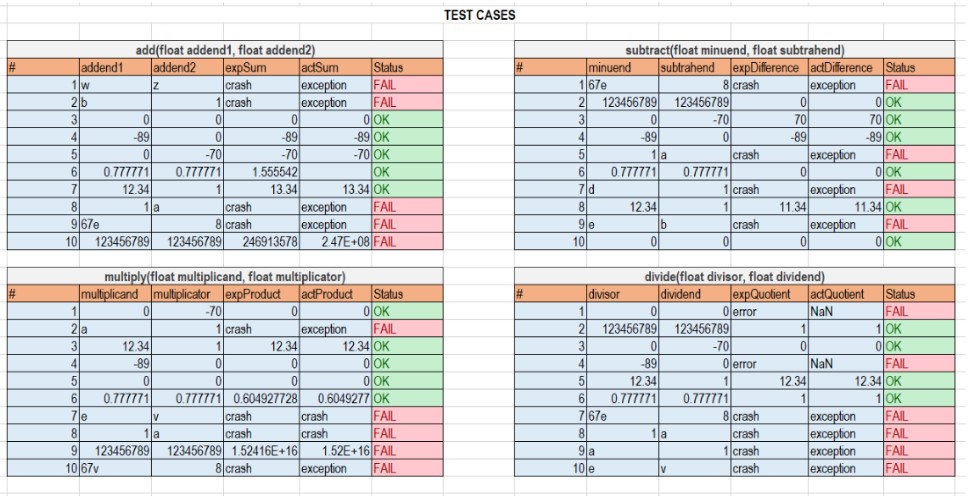 TEST CASES
add(float addend1, float addend2)
# addend1 addend2 expSum actSum Status
1 w z crash exception FAIL
2 b 1 crash exception FAIL
3 0 0 0 0 OK
4 -89 0 -89 -89 OK
5 0 -70 -70 -70 OK
6 0.777771 0.777771 1.555542 OK
7 12.34 1 13.34 13.34 OK
8 1 a crash exception FAIL
9 67e 8 crash exception FAIL
10 123456789 123456789 246913578 2.47E+08 FAIL
subtract(float minuend, float subtrahend)
# minuend subtrahend expDifference actDifference Status
1 67e 8 crash exception FAIL
2 123456789 123456789 0 0 OK
3 0 -70 70 70 OK
4 -89 0 -89 -89 OK
5 1 a crash exception FAIL
6 0.777771 0.777771 0 0 OK
7 d 1 crash exception FAIL
8 12.34 1 11.34 11.34 OK
9 e b crash exception FAIL
10 0 0 0 0 OK
multiply(float multiplicand, float multiplicator)
# multiplicand multiplicator expProduct actProduct Status
1 0 -70 0 0 OK
2 a 1 crash exception FAIL
3 12.34 1 12.34 12.34 OK
4 -89 0 0 0 OK
5 0 0 0 0 OK
6 0.777771 0.777771 0.604927728 0.6049277 OK
7 e v crash crash FAIL
8 1 a crash crash FAIL
9 123456789 123456789 1.52416E+16 1.52E+16 FAIL
10 67v 8 crash exception FAIL
divide(float divisor, float dividend)
# divisor dividend expQuotient actQuotient Status
1 0 0 error NaN FAIL
2 123456789 123456789 1 1 OK
3 0 -70 0 0 OK
4 -89 0 error NaN FAIL
5 12.34 1 12.34 12.34 OK
6 0.777771 0.777771 1 1 OK
7 67e 8 crash exception FAIL
8 1 a crash exception FAIL
9 a 1 crash exception FAIL
10 e v crash exception FAIL